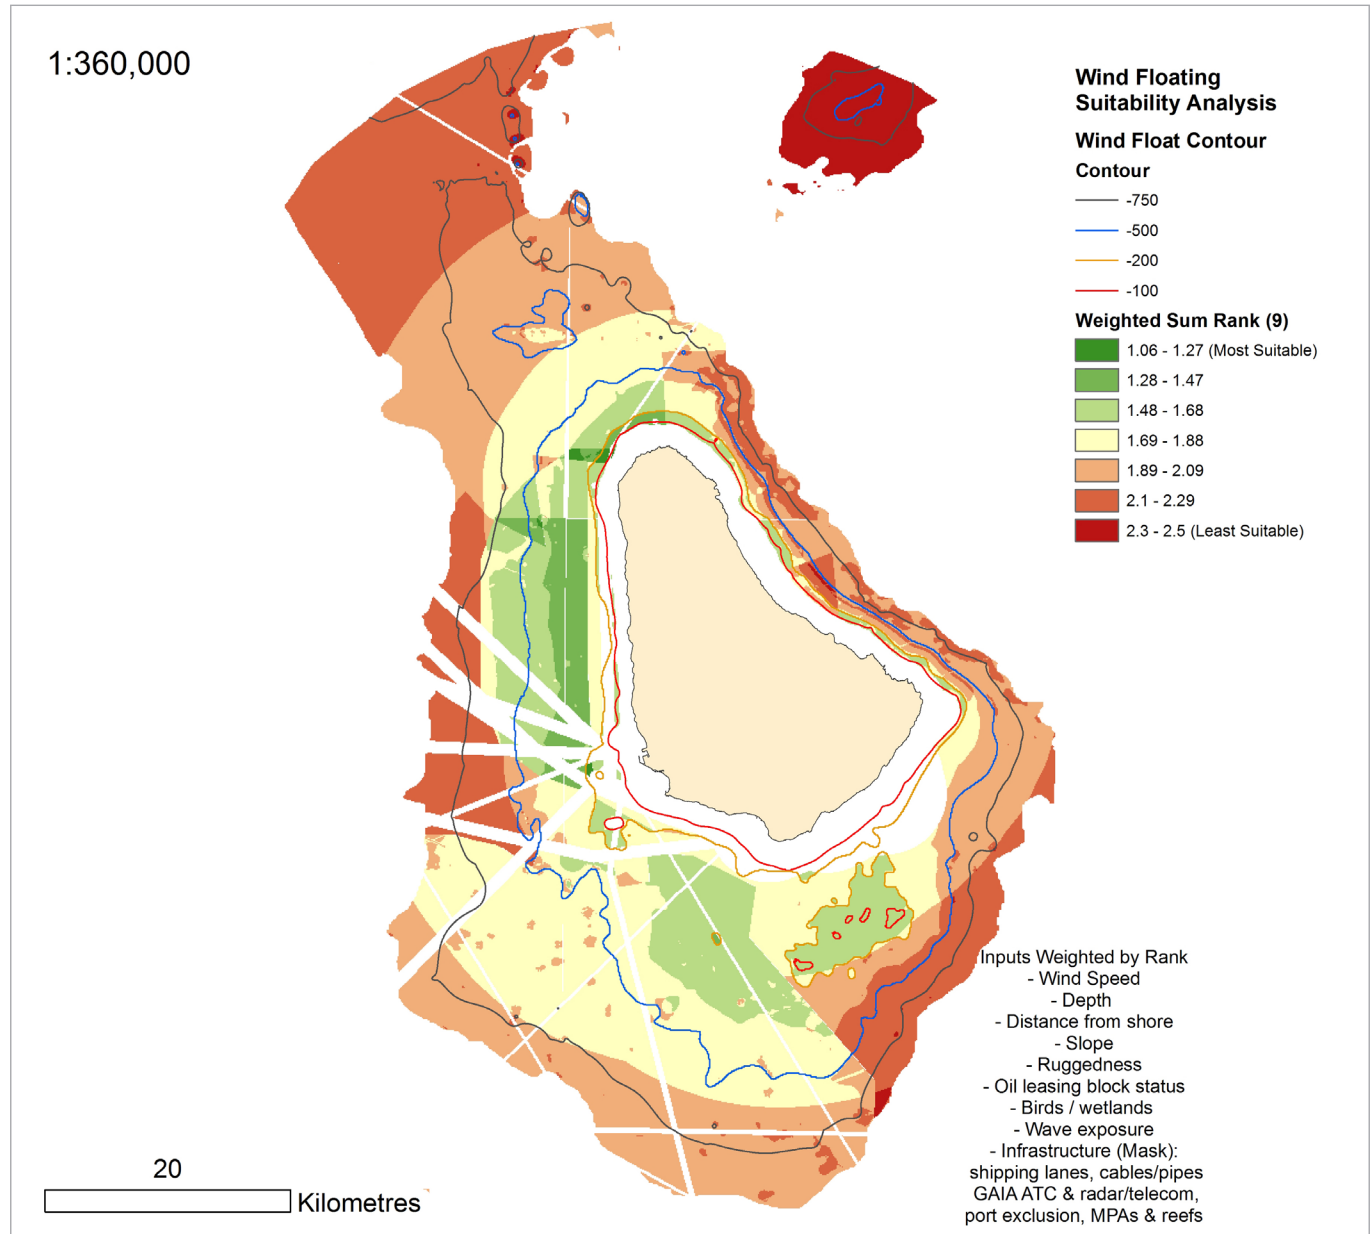 1:360,000
Wind Floating
Suitability Analysis
Wind Float Contour
Contour
-750
-500
-200
-100
Weighted Sum Rank (9)
1.06 - 1.27 (Most Suitable)
1.28 - 1.47
1.48 - 1.68
1.69 - 1.88
1.89 - 2.09
2.1 - 2.29
2.3 - 2.5 (Least Suitable)
Inputs Weighted by Rank
- Wind Speed
- Depth
- Distance from shore
- Slope
- Ruggedness
- Oil leasing block status
- Birds / wetlands
- Wave exposure
- Infrastructure (Mask):
shipping lanes, cables/pipes
GAIA ATC & radar/telecom,
port exclusion, MPAs & reefs
20
Kilometres